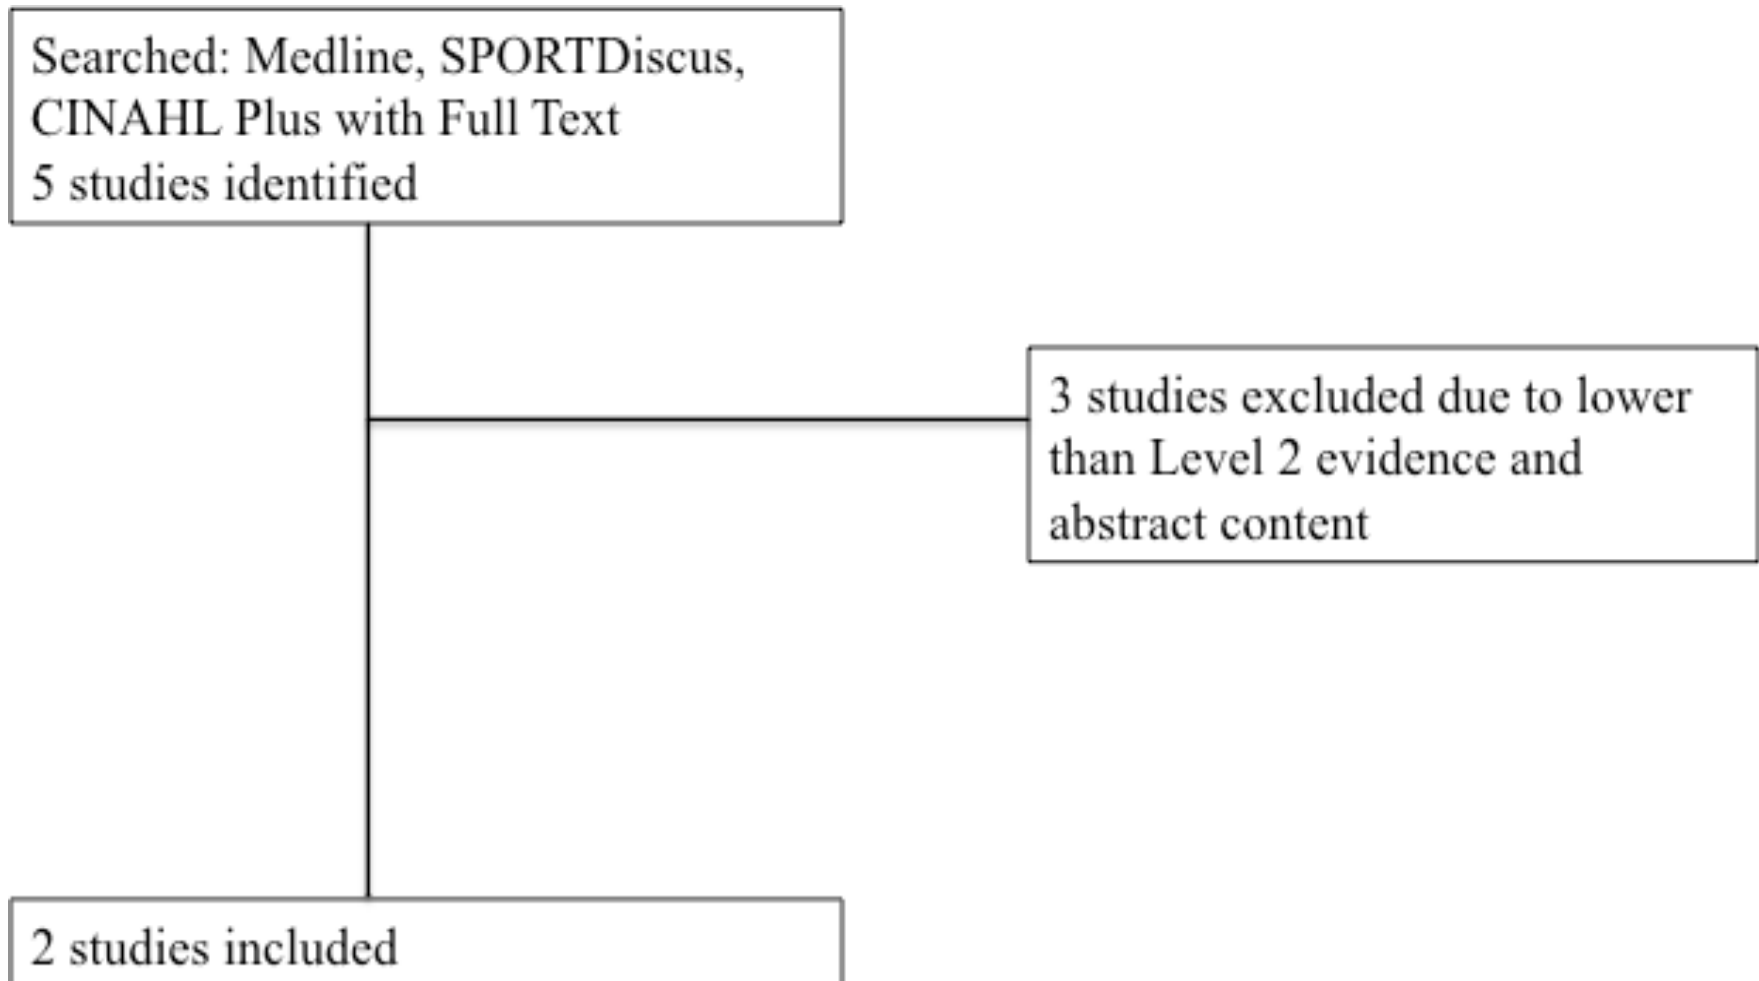 Searched: Medline, SPORTDiscus,
CINAHL Plus with Full Text
5 studies identified
3 studies excluded due to lower
than Level 2 evidence and
abstract content
2 studies included